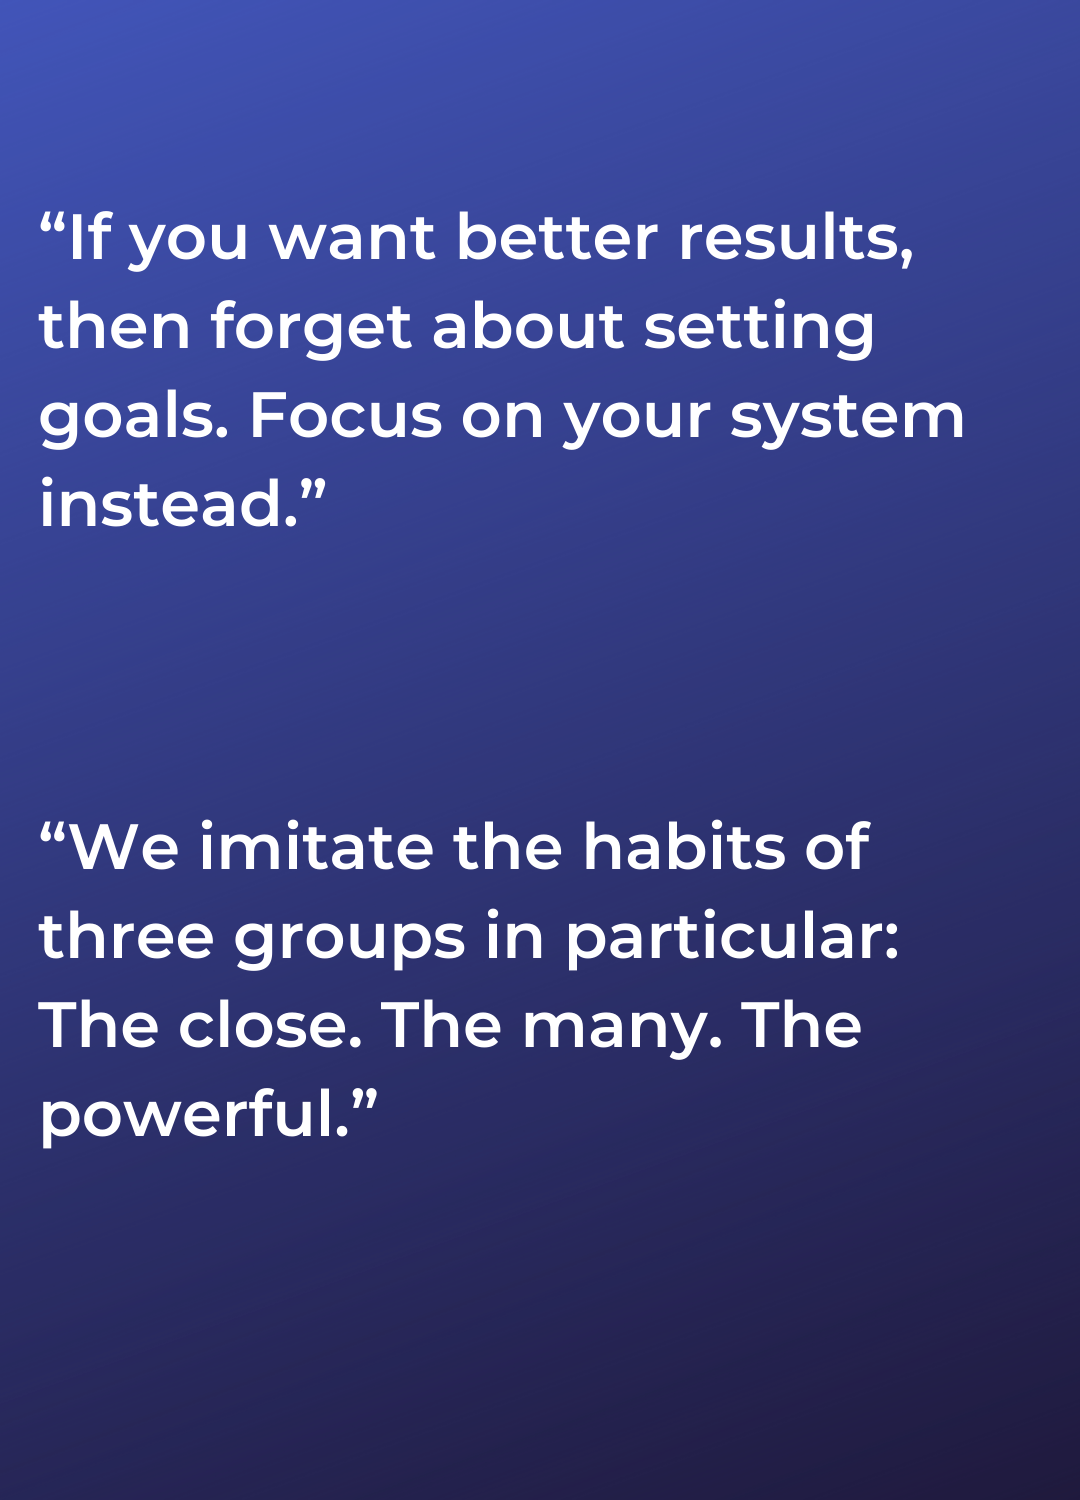 “If you want better results,
then forget about setting
goals. Focus on your system
instead.”
“We imitate the habits of
three groups in particular:
The close. The many. The
powerful.”